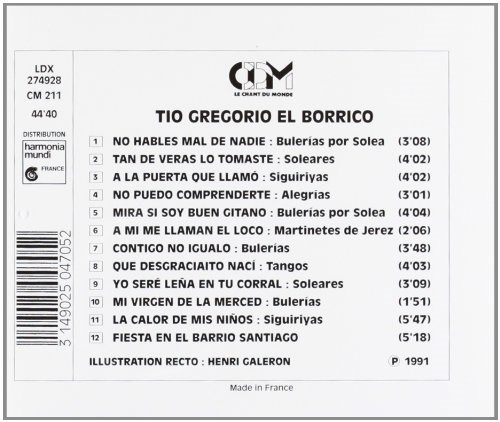 LDX
274928
CM 211
44'40
DISTRIBUTION
harmonia
mundi
FRANCE
3 149025 047052
CDM
LE CHANT DU MONDE
TIO GREGORIO EL BORRICO
1 NO HABLES MAL DE NADIE : Bulerías por Solea (3'08)
2 TAN DE VERAS LO TOMASTE : Soleares (4'02)
3 A LA PUERTA QUE LLAMÓ : Siguiriyas (4'02)
4 NO PUEDO COMPRENDERTE : Alegrías (3'01)
5 MIRA SI SOY BUEN GITANO : Bulerías por Solea (4'04)
6 A MI ME LLAMAN EL LOCO : Martinetes de Jerez (2'06)
7 CONTIGO NO IGUALO : Bulerías (3'48)
8 QUE DESGRACIAITO NACÍ : Tangos (4'03)
9 YO SERÉ LEÑA EN TU CORRAL : Soleares (3'09)
10 MI VIRGEN DE LA MERCED : Bulerías (1'51)
11 LA CALOR DE MIS NIÑOS : Siguiriyas (5'47)
12 FIESTA EN EL BARRIO SANTIAGO (5'18)
ILLUSTRATION RECTO : HENRI GALERON ℗ 1991
Made in France